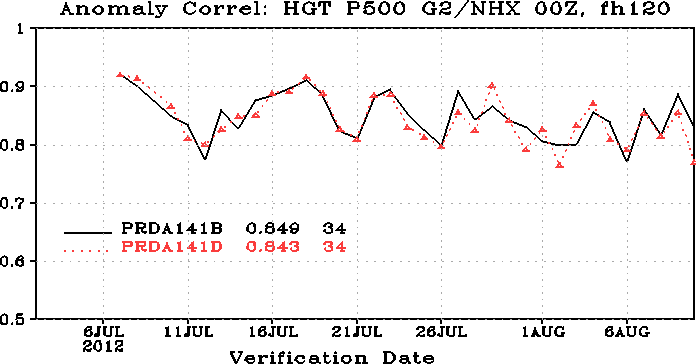 Anomaly Correl: HGT P500 G2/NHX 00Z, fh120
1
0.9
0.8
0.7
PRDA141B 0.849 34
PRDA141D 0.843 34
0.6
0.5
6JUL 11JUL 16JUL 21JUL 26JUL 1AUG 6AUG
2012
Verification Date